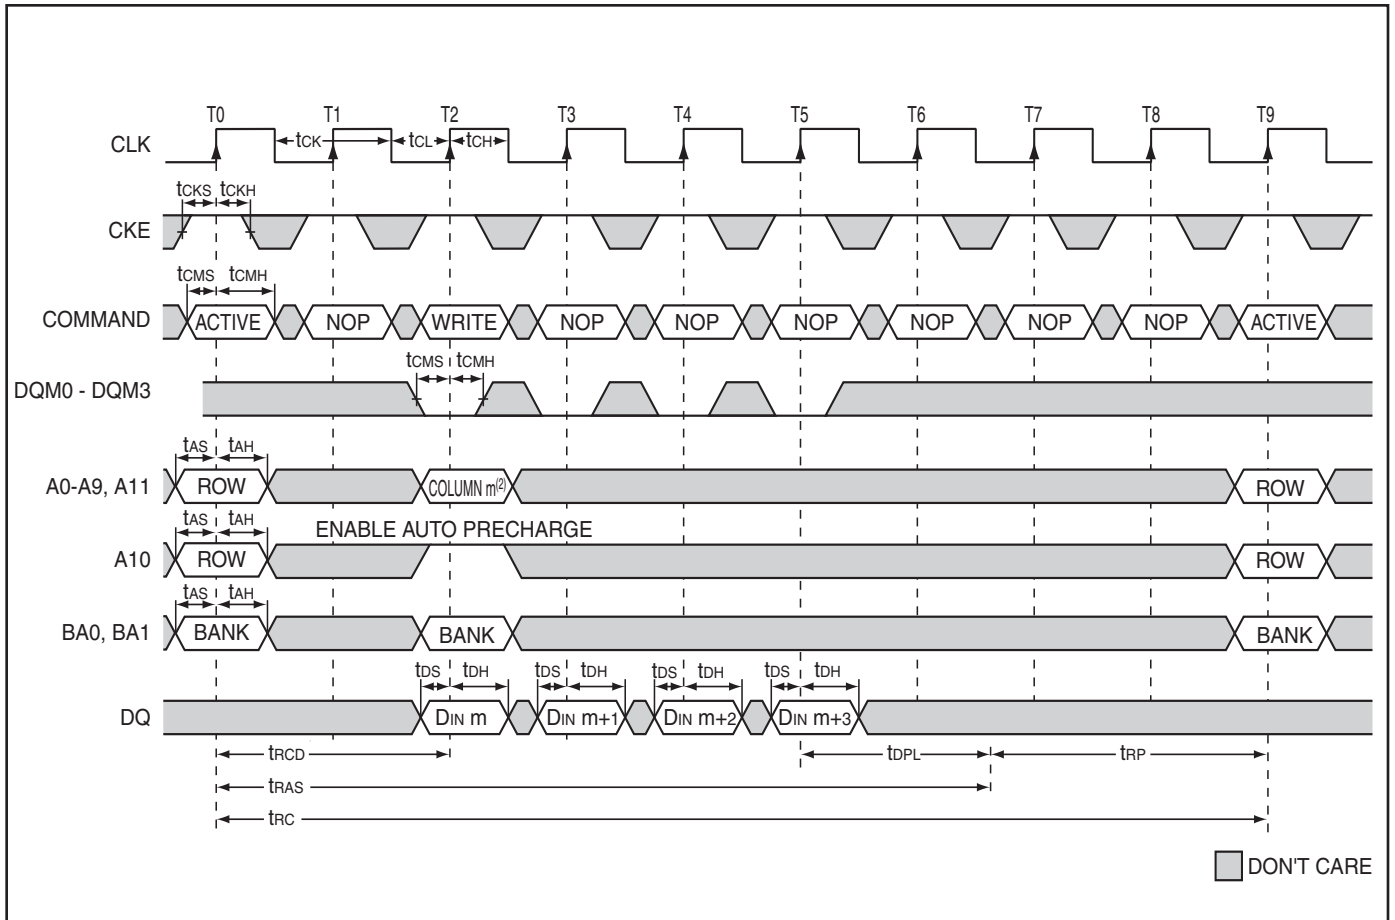 T0 T1 T2 T3 T4 T5 T6 T7 T8 T9
CLK tCK tCL tCH
tCKS tCKH
CKE
tCMS tCMH
COMMAND ACTIVE NOP WRITE NOP NOP NOP NOP NOP NOP ACTIVE
tCMS tCMH
DQM0 - DQM3
tAS tAH
A0-A9, A11 ROW COLUMN m(2) ROW
tAS tAH ENABLE AUTO PRECHARGE
A10 ROW ROW
tAS tAH
BA0, BA1 BANK BANK BANK
tDS tDH tDS tDH tDS tDH tDS tDH
DQ DIN m DIN m+1 DIN m+2 DIN m+3
tRCD tDPL tRP
tRAS
tRC
DON'T CARE